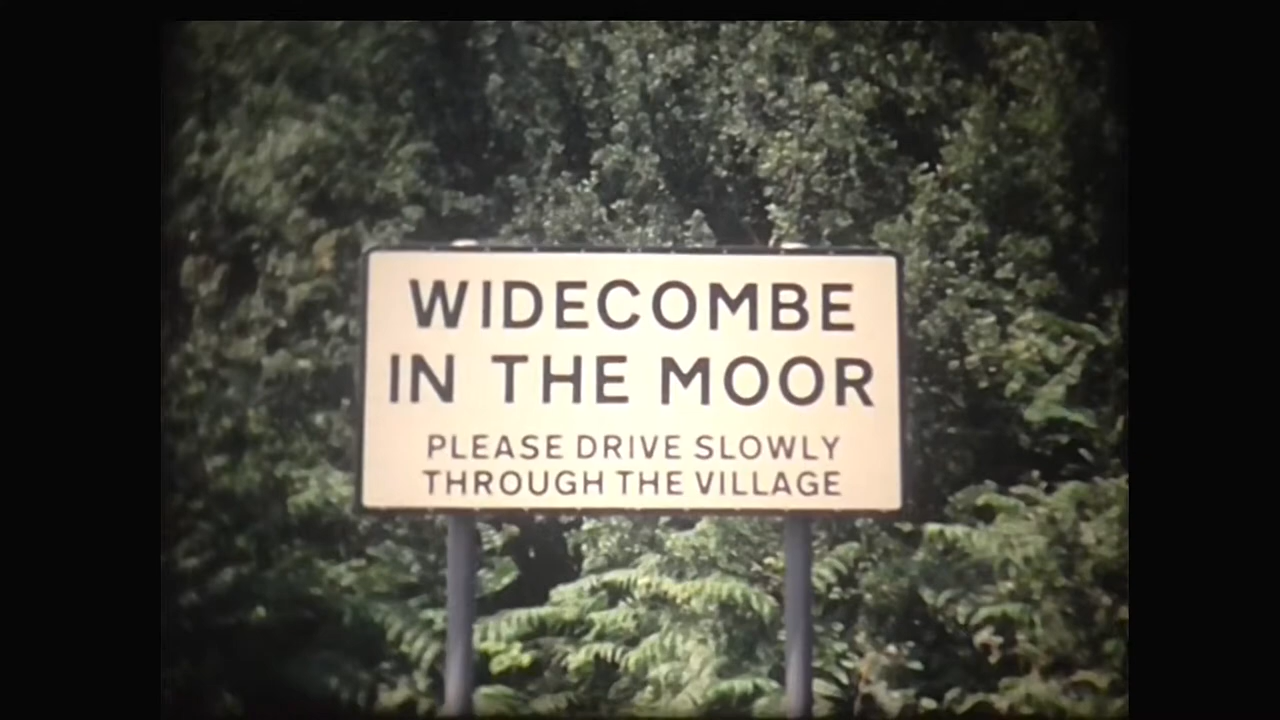 WIDECOMBE
IN THE MOOR
PLEASE DRIVE SLOWLY
THROUGH THE VILLAGE